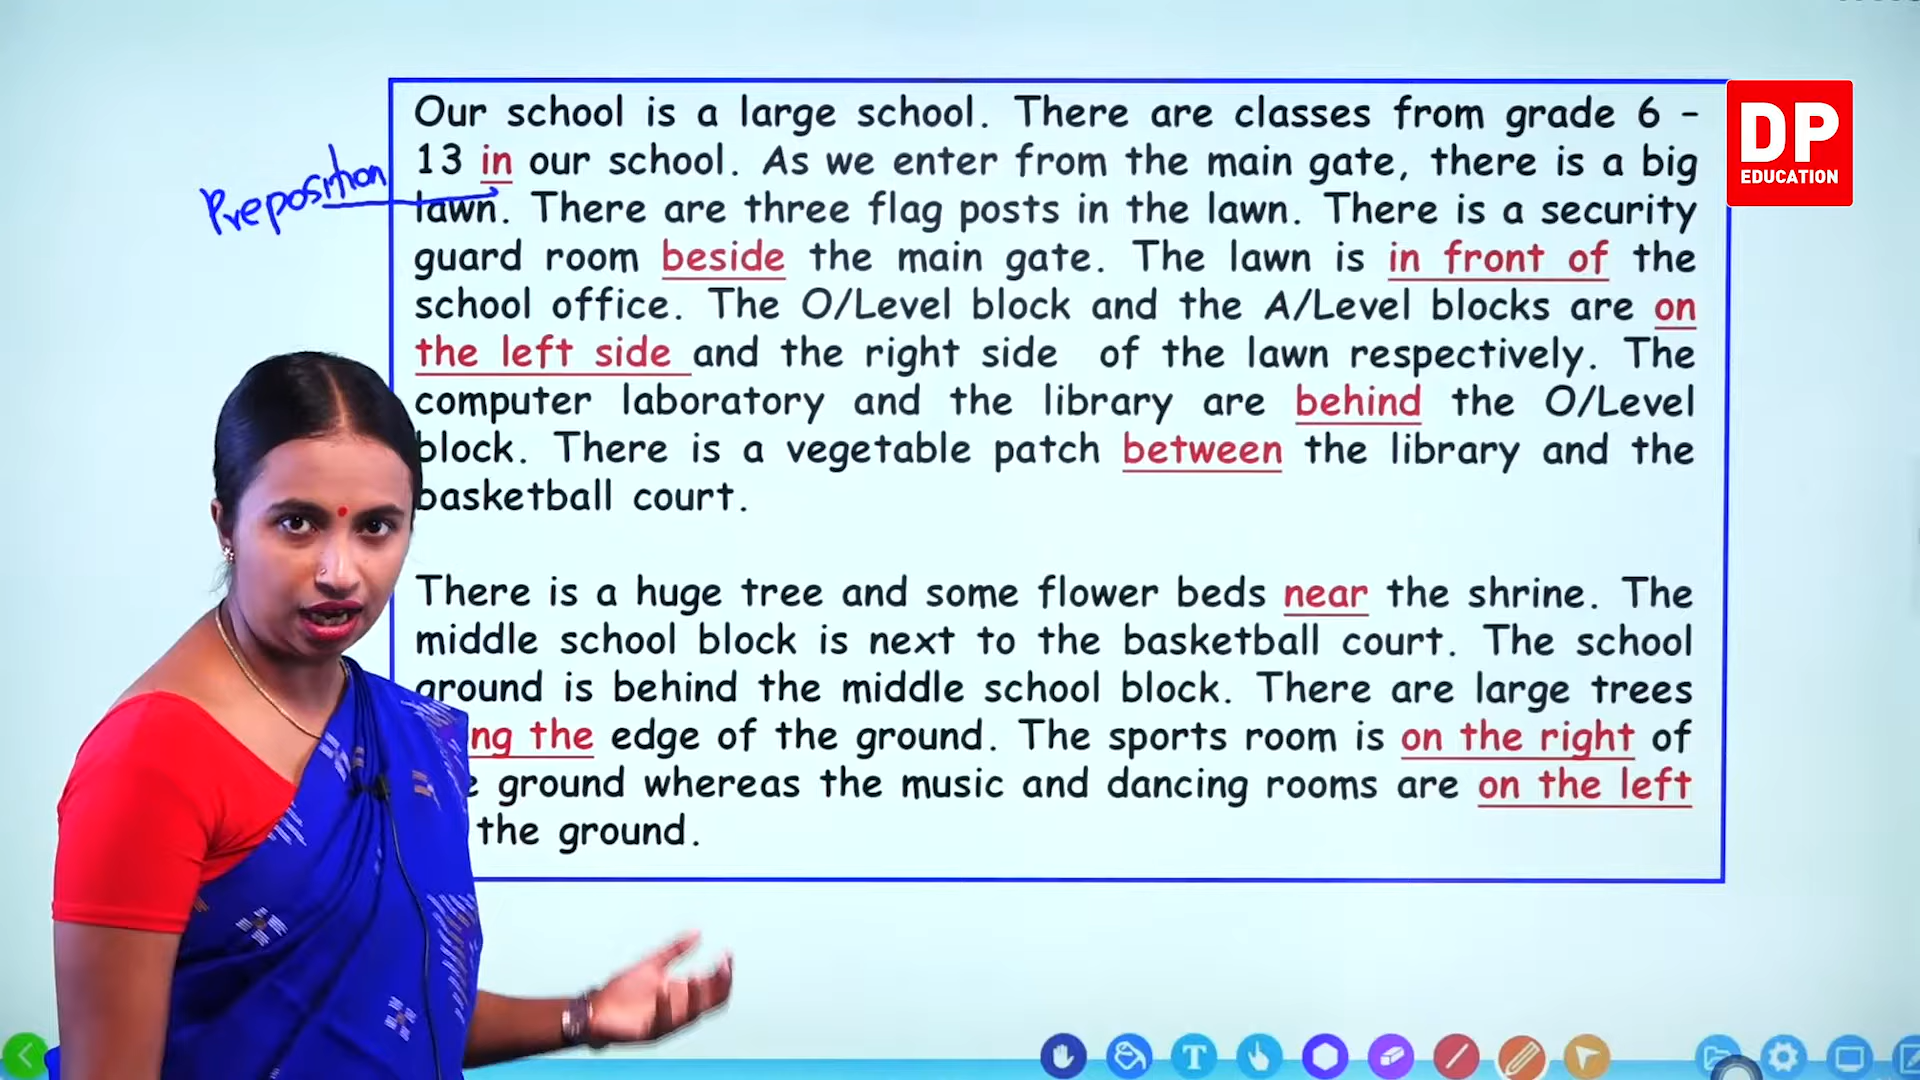 Our school is a large school. There are classes from grade 6 –
13 in our school. As we enter from the main gate, there is a big
lawn. There are three flag posts in the lawn. There is a security
guard room beside the main gate. The lawn is in front of the
school office. The O/Level block and the A/Level blocks are on
the left side and the right side of the lawn respectively. The
computer laboratory and the library are behind the O/Level
block. There is a vegetable patch between the library and the
basketball court.
There is a huge tree and some flower beds near the shrine. The
middle school block is next to the basketball court. The school
ground is behind the middle school block. There are large trees
ng the edge of the ground. The sports room is on the right of
ground whereas the music and dancing rooms are on the left
the ground.
Preposition
DP
EDUCATION
T